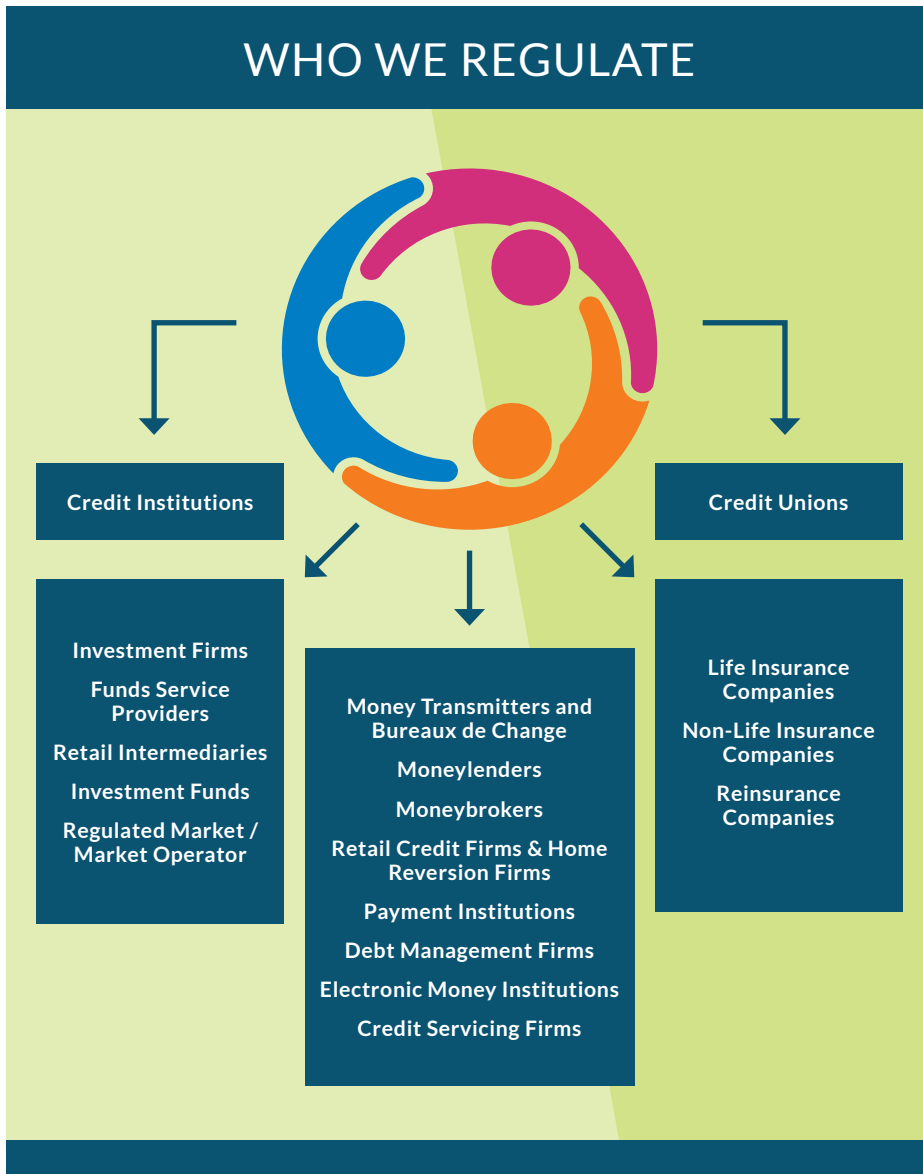 WHO WE REGULATE
Credit Institutions
Credit Unions
Investment Firms
Funds Service
Providers
Retail Intermediaries
Investment Funds
Regulated Market /
Market Operator
Money Transmitters and
Bureaux de Change
Moneylenders
Moneybrokers
Retail Credit Firms & Home
Reversion Firms
Payment Institutions
Debt Management Firms
Electronic Money Institutions
Credit Servicing Firms
Life Insurance
Companies
Non-Life Insurance
Companies
Reinsurance
Companies